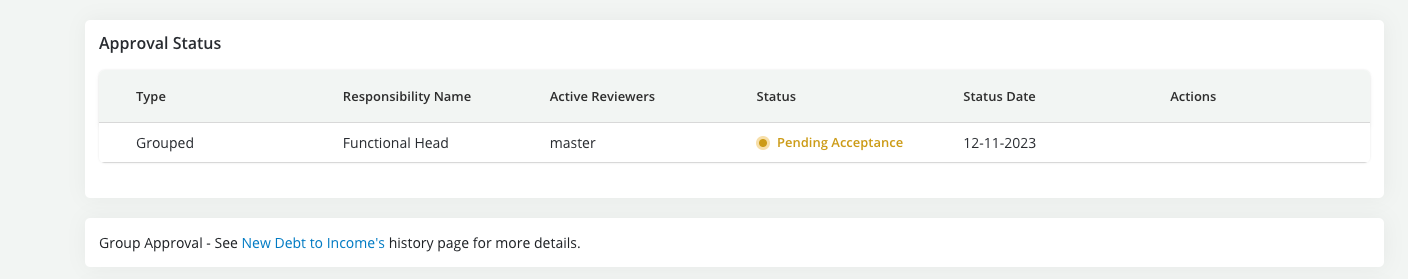 Approval Status
Type Responsibility Name Active Reviewers Status Status Date Actions
Grouped Functional Head master Pending Acceptance 12-11-2023
Group Approval - See New Debt to Income's history page for more details.